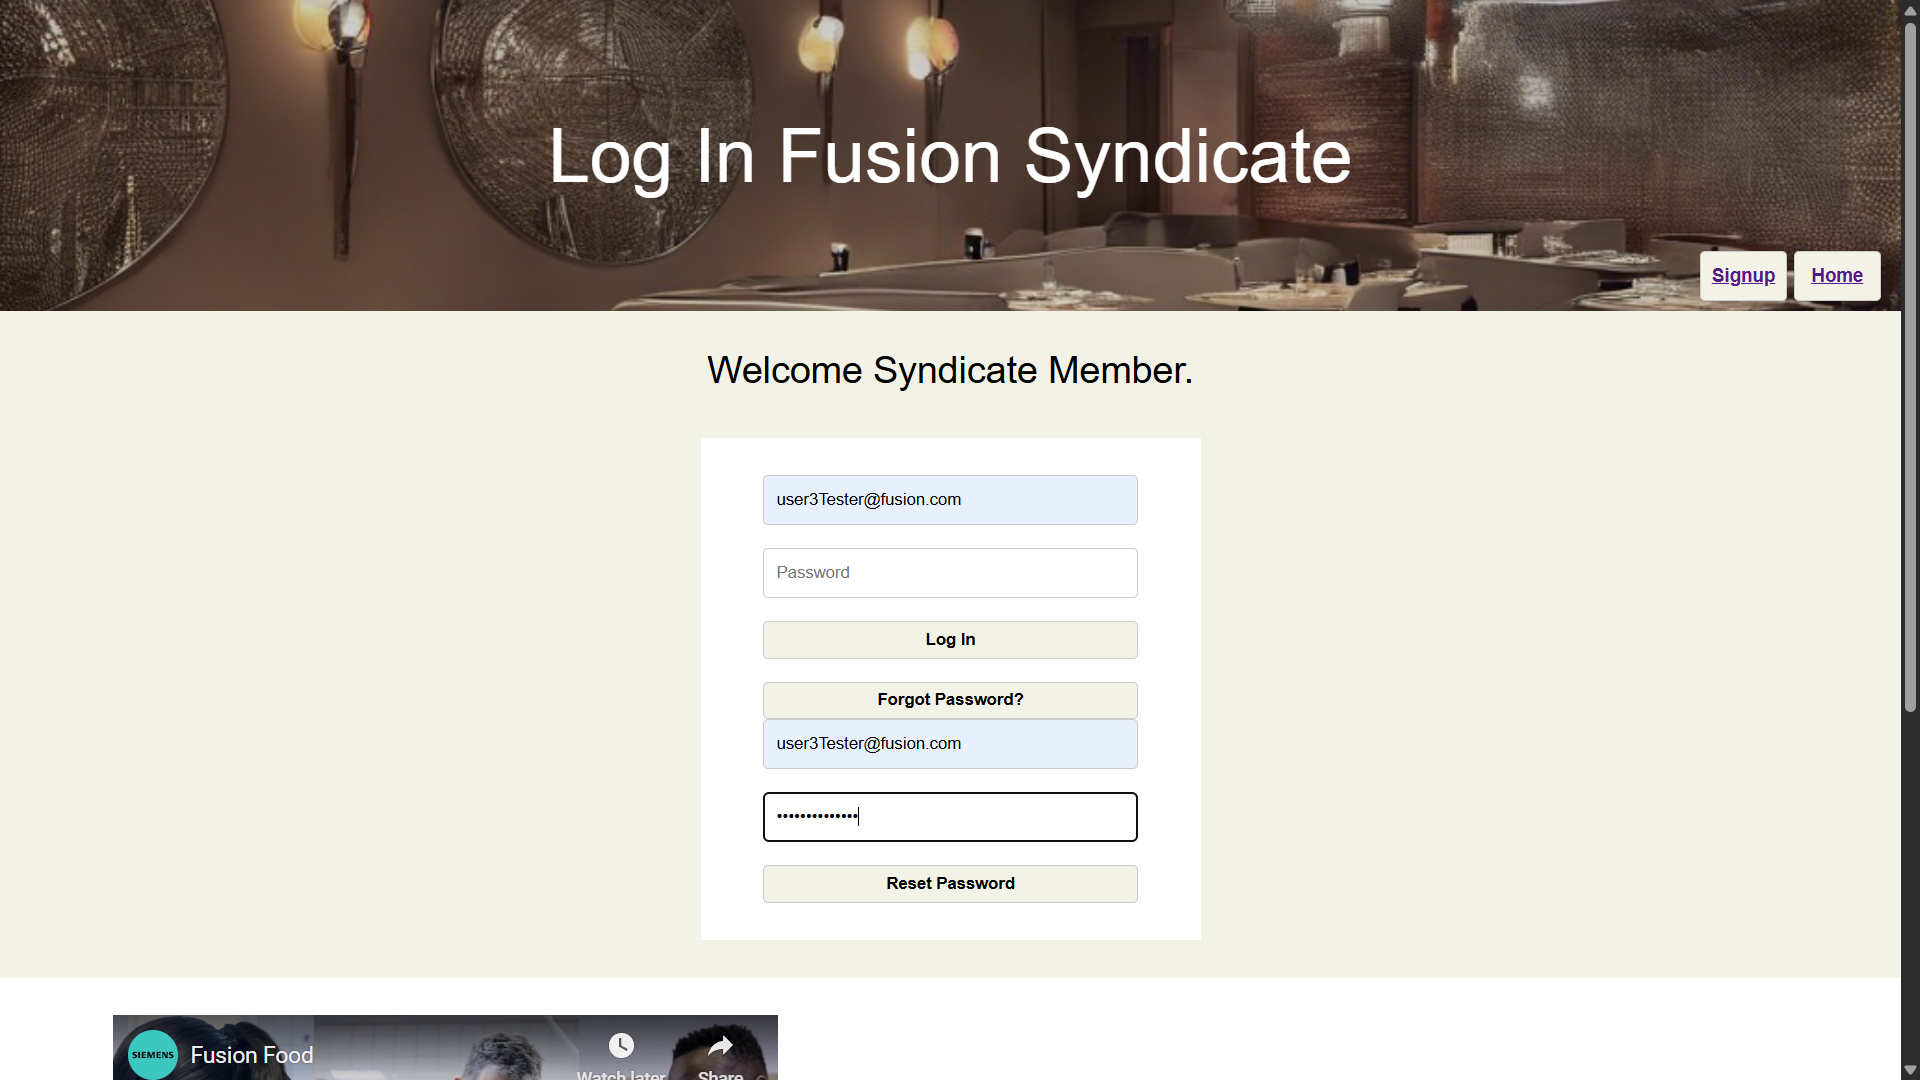 Log In Fusion Syndicate
Signup
Home
Welcome Syndicate Member.
user3Tester@fusion.com
Password
Log In
Forgot Password?
user3Tester@fusion.com
••••••••••••••
Reset Password
SIEMENS
Fusion Food
Watch later
Share